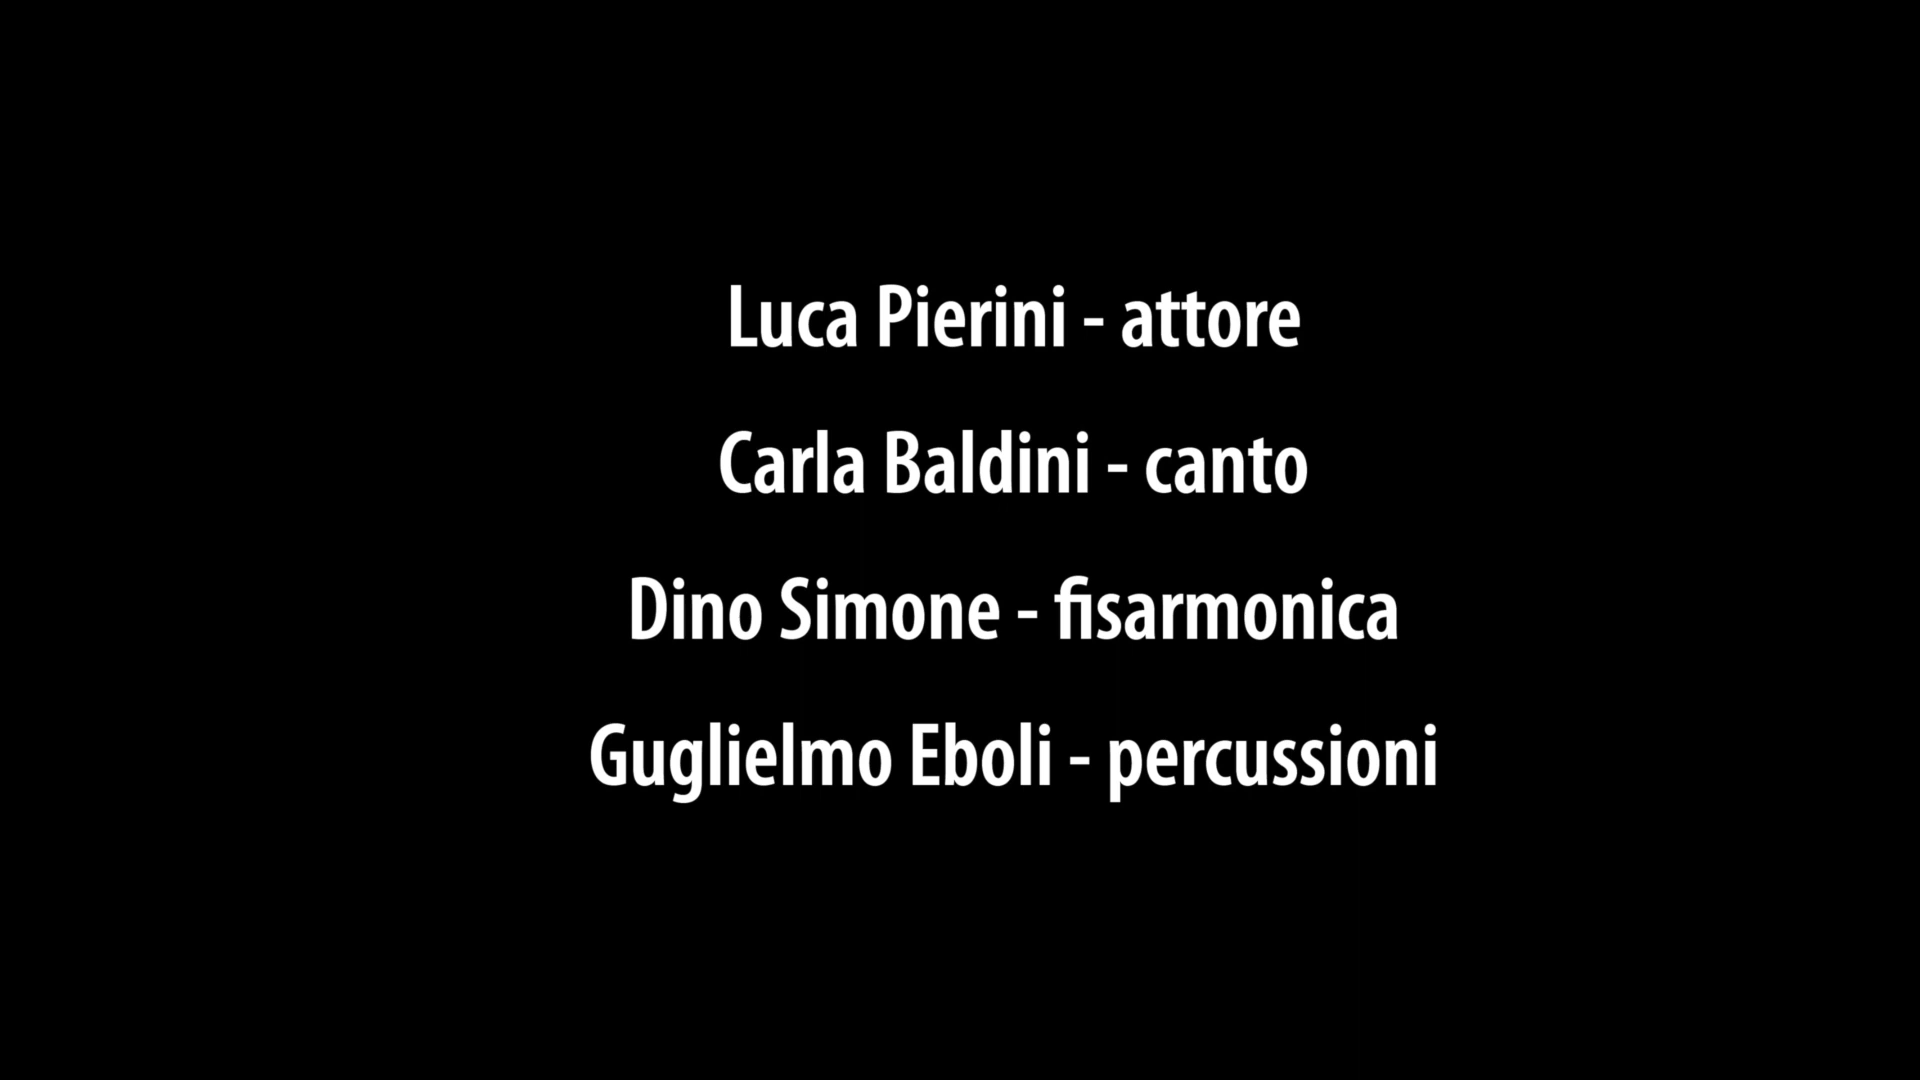 Luca Pierini - attore
Carla Baldini - canto
Dino Simone - fisarmonica
Guglielmo Eboli - percussioni